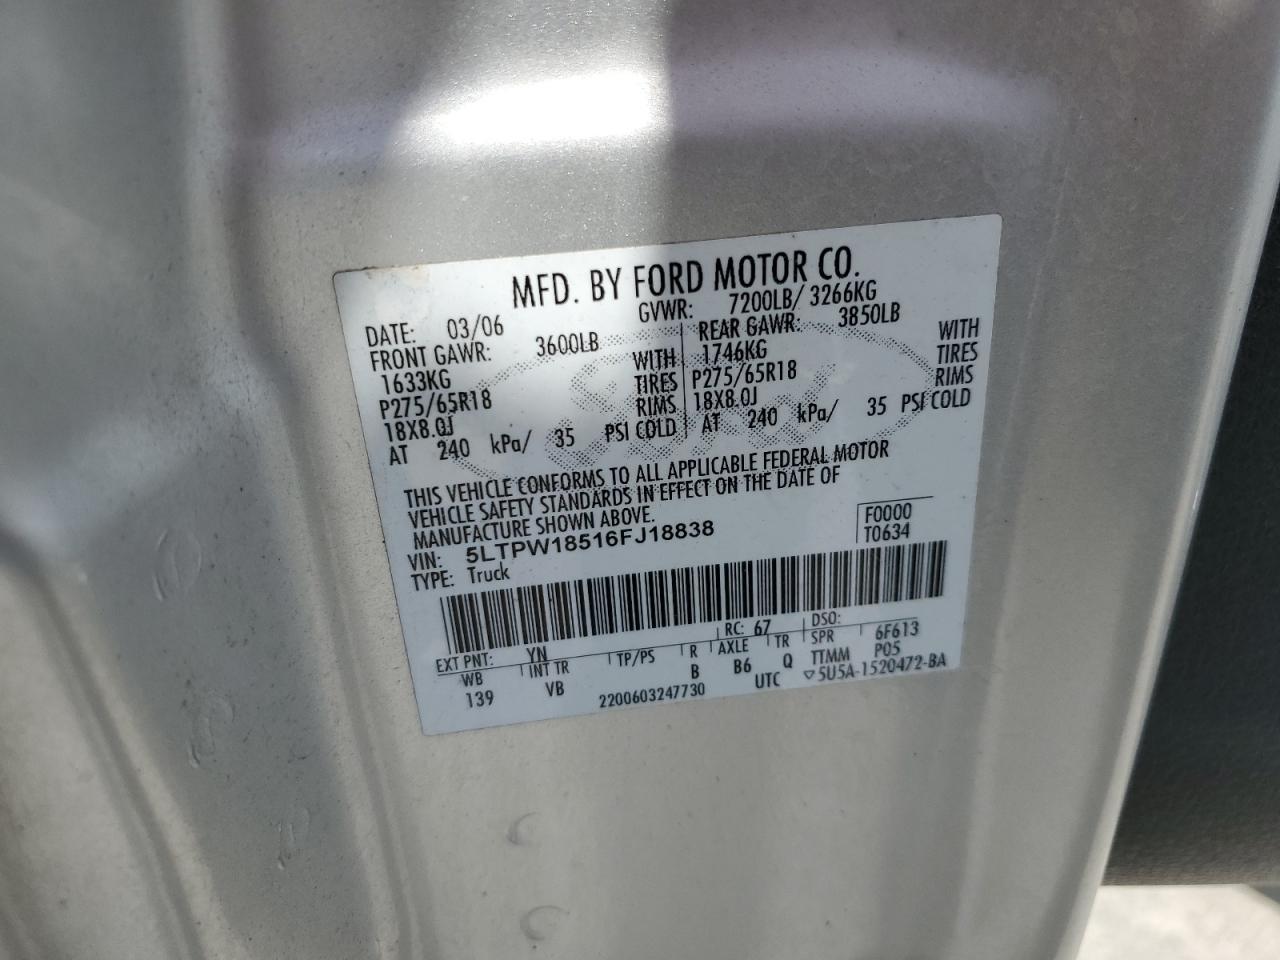 MFD. BY FORD MOTOR CO.
DATE: 03/06 GVWR: 7200LB/ 3266KG
FRONT GAWR: 3600LB REAR GAWR: 3850LB
1633KG WITH 1746KG WITH
P275/65R18 TIRES P275/65R18 TIRES
18X8.0J RIMS 18X8.0J RIMS
AT 240 kPa/ 35 PSI COLD AT 240 kPa/ 35 PSI COLD
THIS VEHICLE CONFORMS TO ALL APPLICABLE FEDERAL MOTOR
VEHICLE SAFETY STANDARDS IN EFFECT ON THE DATE OF
MANUFACTURE SHOWN ABOVE.
VIN: 5LTPW18516FJ18838 F0000
TYPE: Truck T0634
EXT PNT: YN RC: 67 DSO:
WB INT TR TP/PS R AXLE TR SPR 6F613
139 VB B B6 Q TTMM P05
2200603247730 UTC ▽5U5A-1520472-BA